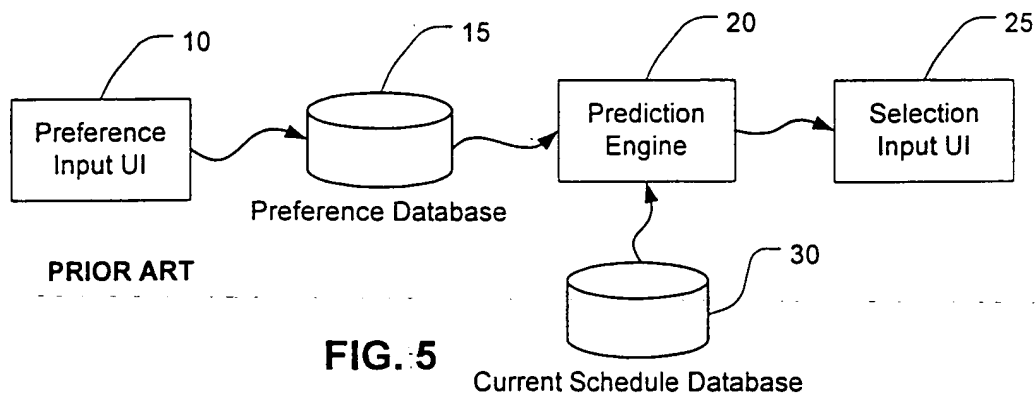 10
15
20
25
Preference
Input UI
Prediction
Engine
Selection
Input UI
Preference Database
PRIOR ART
30
FIG. 5
Current Schedule Database